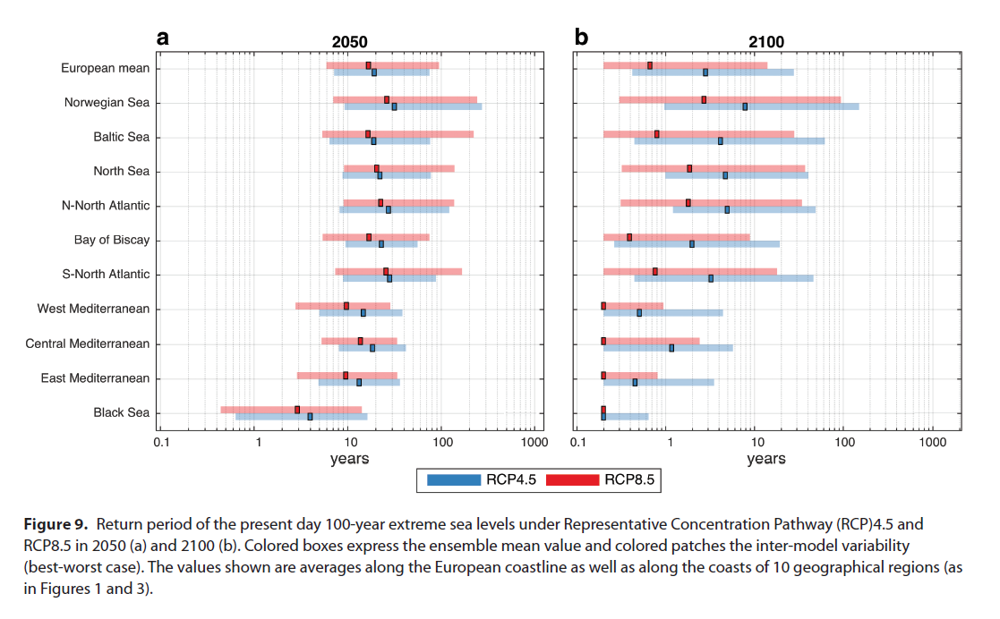 a
2050
b
2100
European mean
Norwegian Sea
Baltic Sea
North Sea
N-North Atlantic
Bay of Biscay
S-North Atlantic
West Mediterranean
Central Mediterranean
East Mediterranean
Black Sea
0.1 1 10 100 1000
0.1 1 10 100 1000
years
years
RCP4.5 RCP8.5
Figure 9. Return period of the present day 100-year extreme sea levels under Representative Concentration Pathway (RCP)4.5 and
RCP8.5 in 2050 (a) and 2100 (b). Colored boxes express the ensemble mean value and colored patches the inter-model variability
(best-worst case). The values shown are averages along the European coastline as well as along the coasts of 10 geographical regions (as
in Figures 1 and 3).